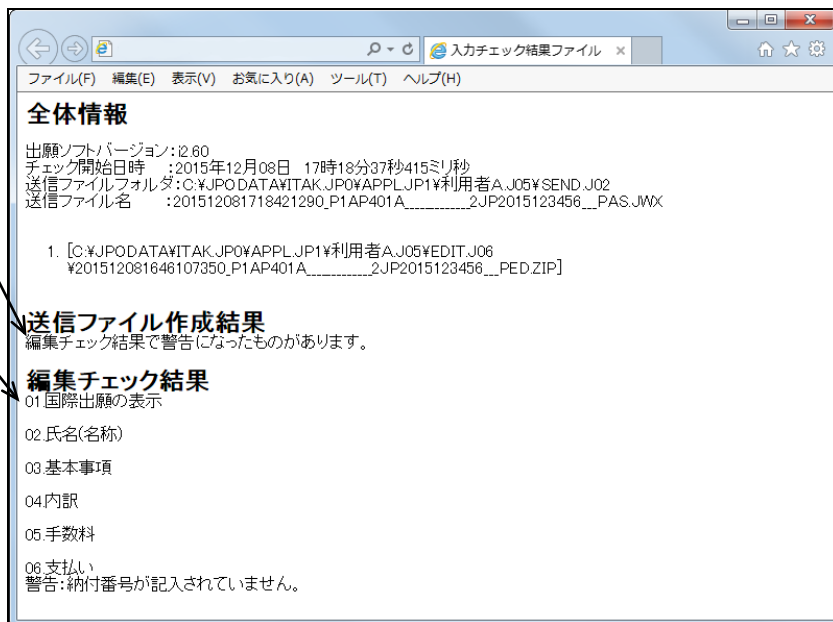 入力チェック結果ファイル ×
ファイル(F) 編集(E) 表示(V) お気に入り(A) ツール(T) ヘルプ(H)
全体情報
出願ソフトバージョン:i2.60
チェック開始日時 :2015年12月08日 17時18分37秒415ミリ秒
送信ファイルフォルダ:C:¥JPODATA¥ITAK.JP0¥APPL.JP1¥利用者A.J05¥SEND.J02
送信ファイル名 :201512081718421290_P1AP401A____________2JP2015123456___PAS.JWX
1. [C:¥JPODATA¥ITAK.JP0¥APPL.JP1¥利用者A.J05¥EDIT.J06
¥201512081646107350_P1AP401A____________2JP2015123456___PED.ZIP]
送信ファイル作成結果
編集チェック結果で警告になったものがあります。
編集チェック結果
01.国際出願の表示
02.氏名(名称)
03.基本事項
04.内訳
05.手数料
06.支払い
警告:納付番号が記入されていません。